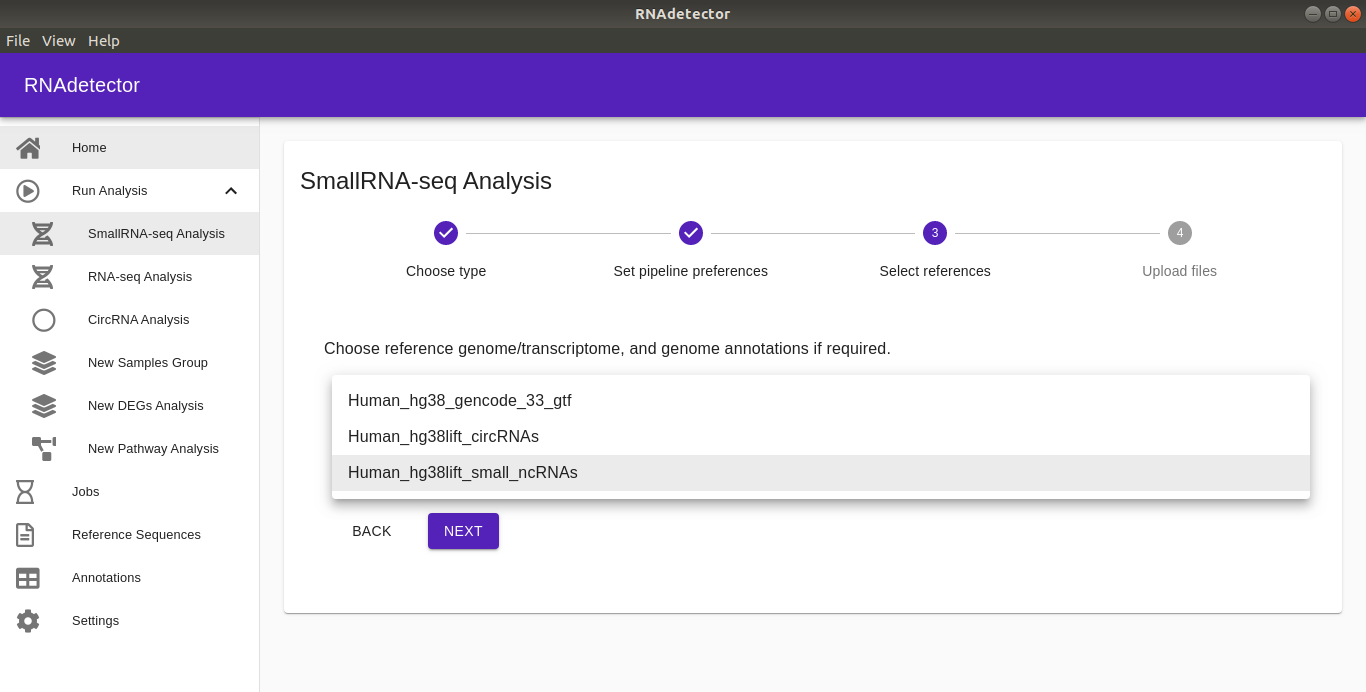 RNAdetector
File View Help
RNAdetector
Home
Run Analysis
SmallRNA-seq Analysis
RNA-seq Analysis
CircRNA Analysis
New Samples Group
New DEGs Analysis
New Pathway Analysis
Jobs
Reference Sequences
Annotations
Settings
SmallRNA-seq Analysis
3 4
Choose type Set pipeline preferences Select references Upload files
Choose reference genome/transcriptome, and genome annotations if required.
Human_hg38_gencode_33_gtf
Human_hg38lift_circRNAs
Human_hg38lift_small_ncRNAs
BACK NEXT